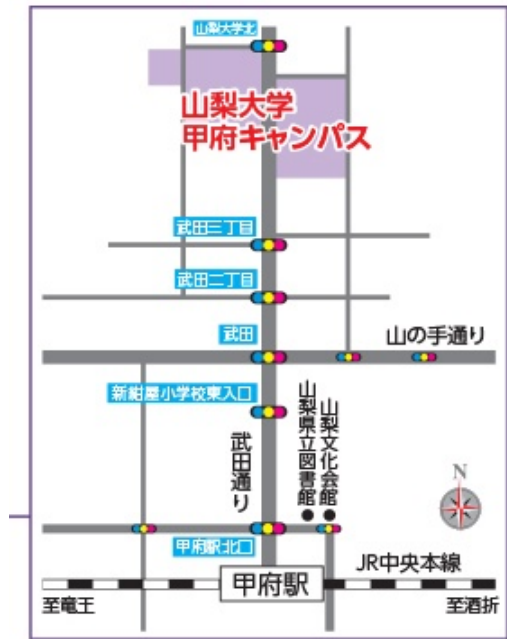 山梨大学北
山梨大学
甲府キャンパス
武田三丁目
武田二丁目
武田
山の手通り
新紺屋小学校東入口
武田通り
山梨県立図書館
山梨文化会館
N
甲府駅北口
JR中央本線
甲府駅
至竜王
至酒折